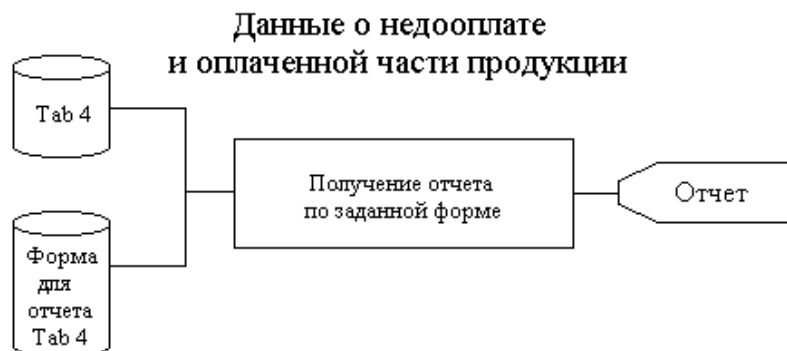 Данные о недооплате
и оплаченной части продукции
Tab 4
Получение отчета
по заданной форме
Отчет
Форма
для
отчета
Tab 4